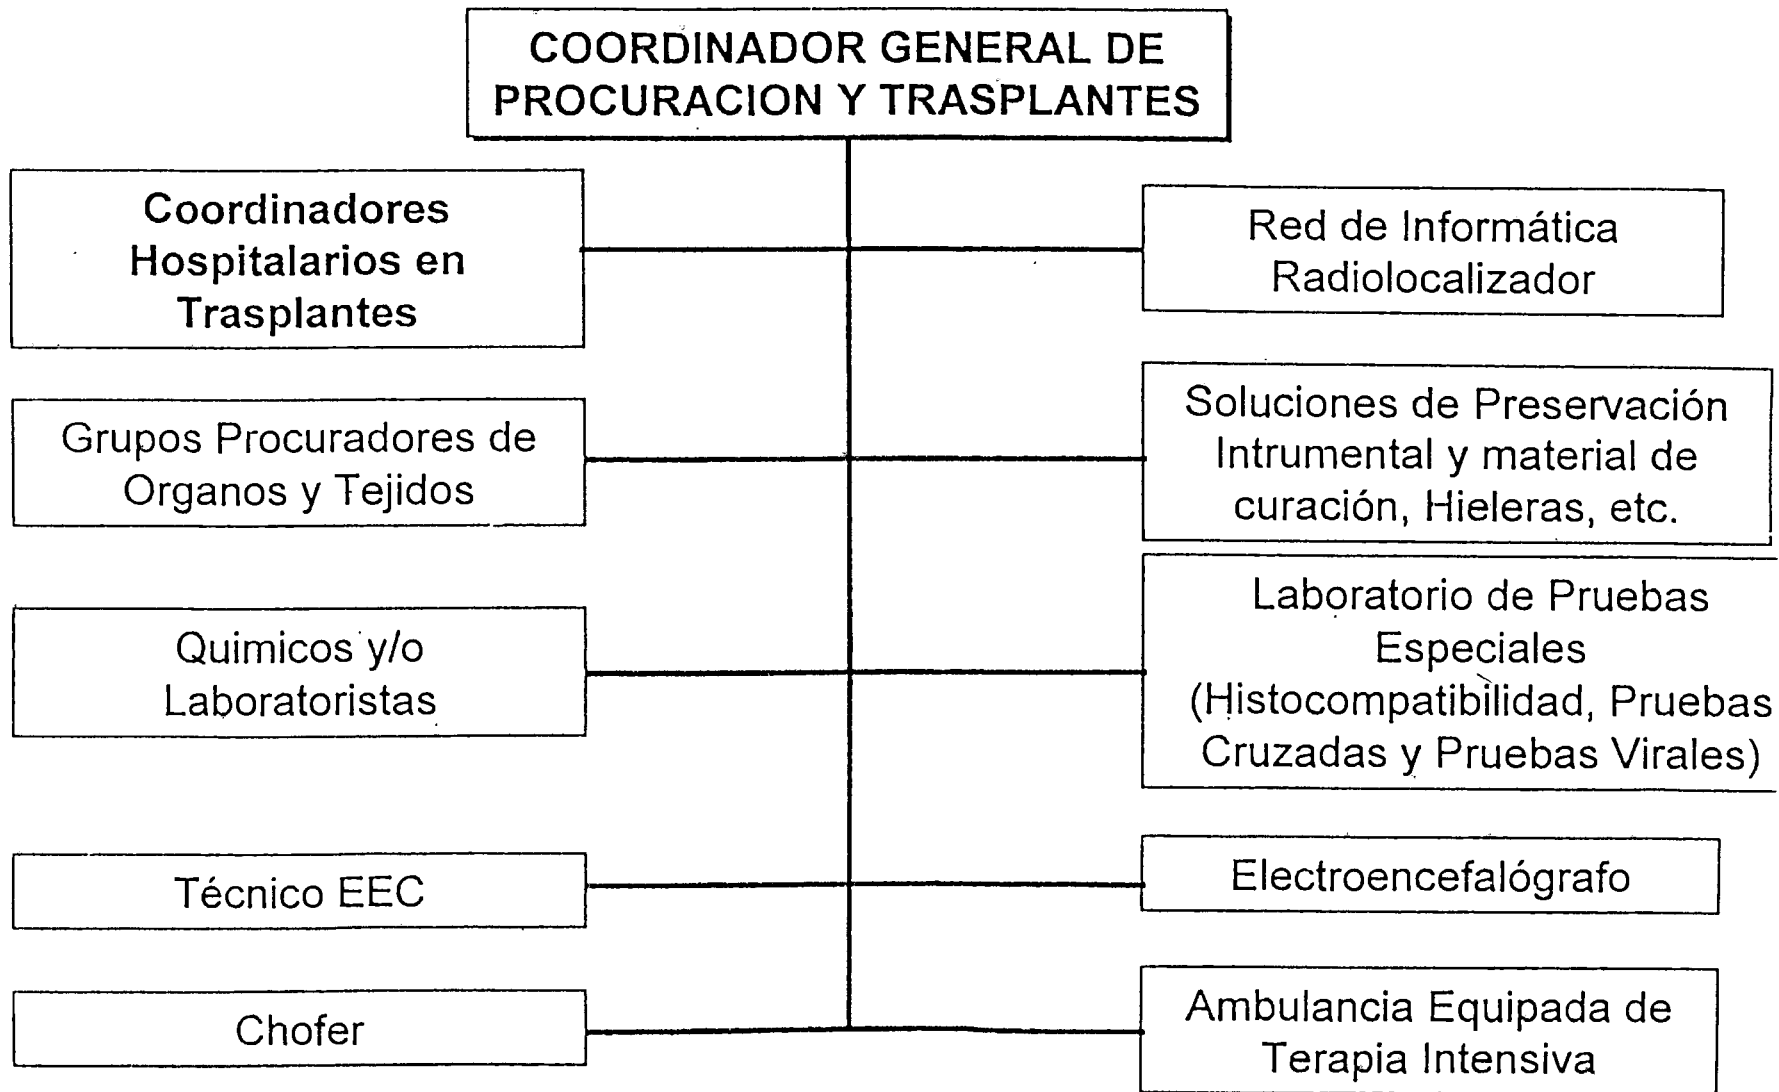 COORDINADOR GENERAL DE
PROCURACION Y TRASPLANTES
Coordinadores
Hospitalarios en
Trasplantes
Red de Informática
Radiolocalizador
Grupos Procuradores de
Organos y Tejidos
Soluciones de Preservación
Intrumental y material de
curación, Hieleras, etc.
Quimicos y/o
Laboratoristas
Laboratorio de Pruebas
Especiales
(Histocompatibilidad, Pruebas
Cruzadas y Pruebas Virales)
Técnico EEC
Electroencefalógrafo
Chofer
Ambulancia Equipada de
Terapia Intensiva